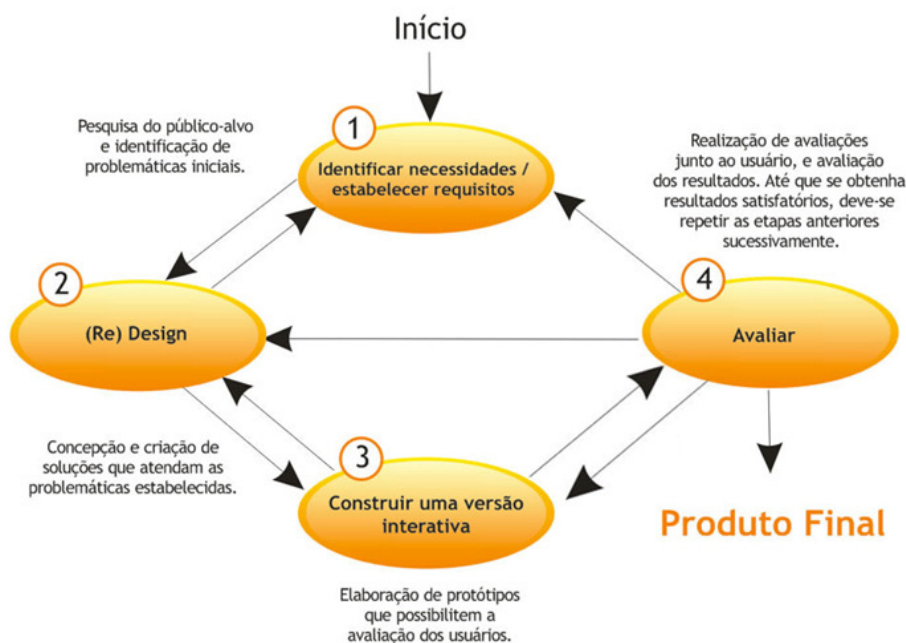 Início
1
Identificar necessidades /
estabelecer requisitos
Pesquisa do público-alvo
e identificação de
problemáticas iniciais.
2
(Re) Design
Concepção e criação de
soluções que atendam as
problemáticas estabelecidas.
3
Construir uma versão
interativa
Elaboração de protótipos
que possibilitem a
avaliação dos usuários.
Realização de avaliações
junto ao usuário, e avaliação
dos resultados. Até que se obtenha
resultados satisfatórios, deve-se
repetir as etapas anteriores
sucessivamente.
4
Avaliar
Produto Final